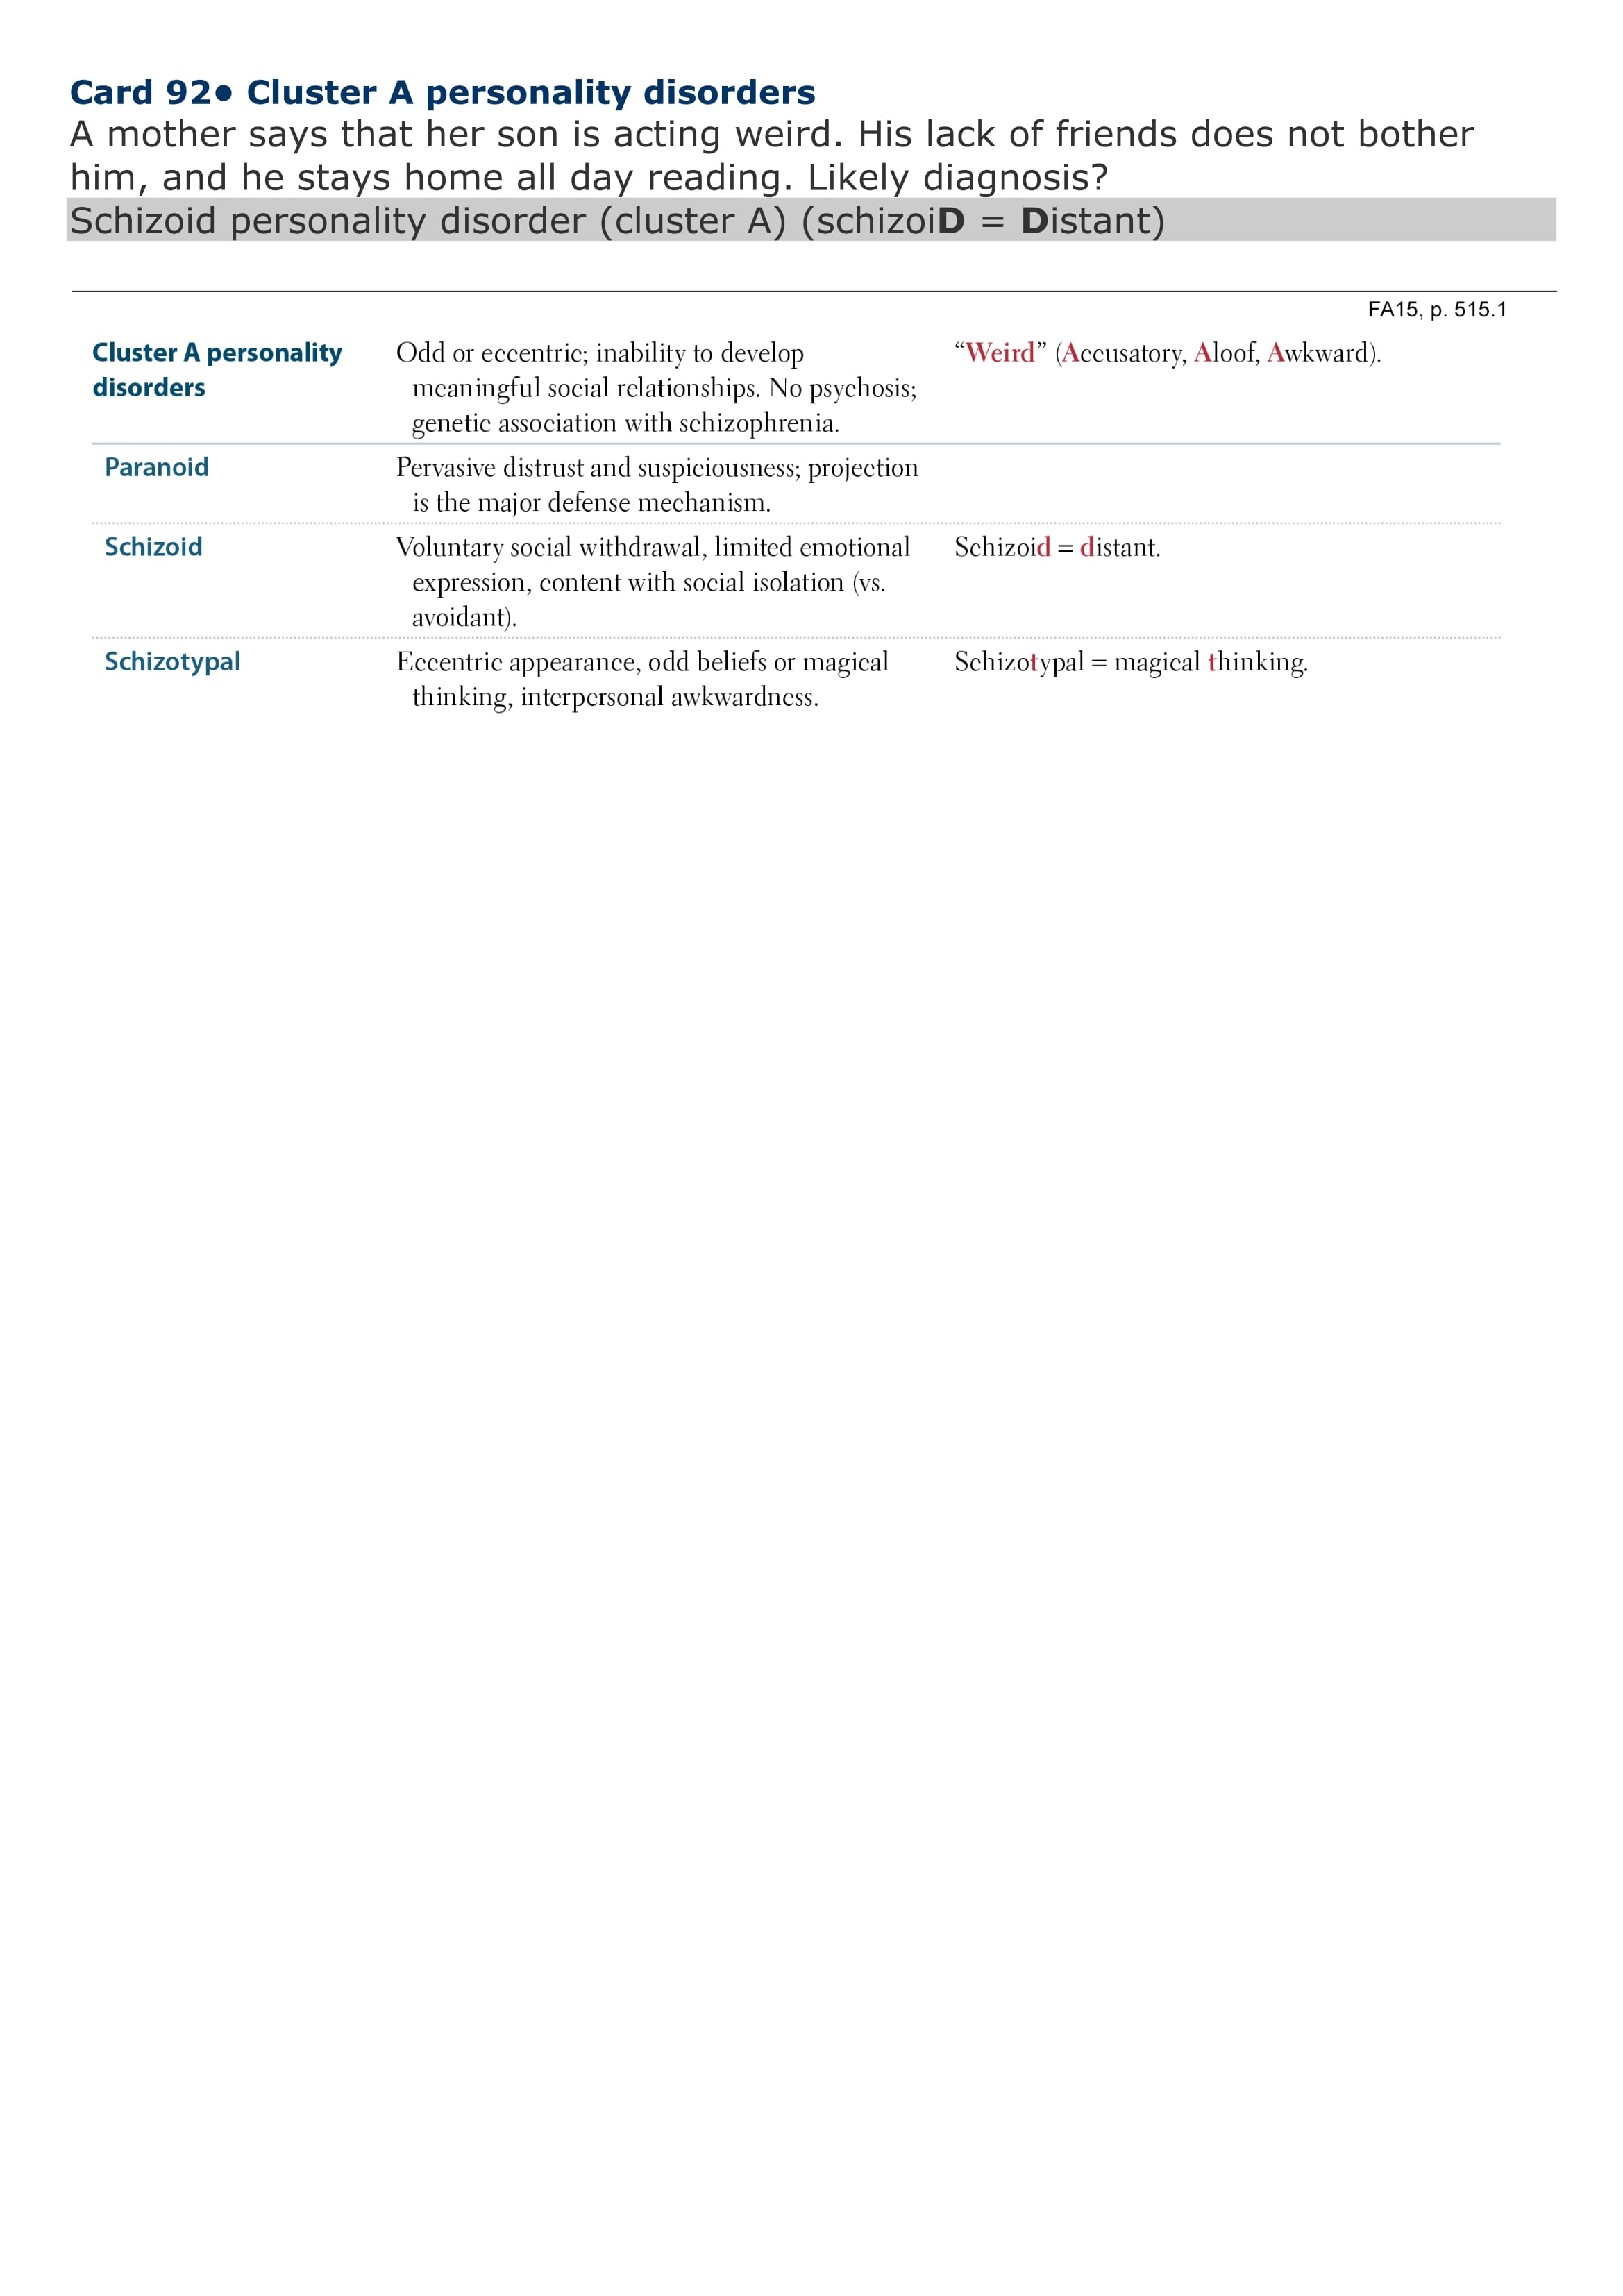 Card 92● Cluster A personality disorders
A mother says that her son is acting weird. His lack of friends does not bother
him, and he stays home all day reading. Likely diagnosis?
Schizoid personality disorder (cluster A) (schizoiD = Distant)
FA15, p. 515.1
Cluster A personality
disorders
Odd or eccentric; inability to develop
meaningful social relationships. No psychosis;
genetic association with schizophrenia.
“Weird” (Accusatory, Aloof, Awkward).
Paranoid
Pervasive distrust and suspiciousness; projection
is the major defense mechanism.
Schizoid
Voluntary social withdrawal, limited emotional
expression, content with social isolation (vs.
avoidant).
Schizoid = distant.
Schizotypal
Eccentric appearance, odd beliefs or magical
thinking, interpersonal awkwardness.
Schizotypal = magical thinking.